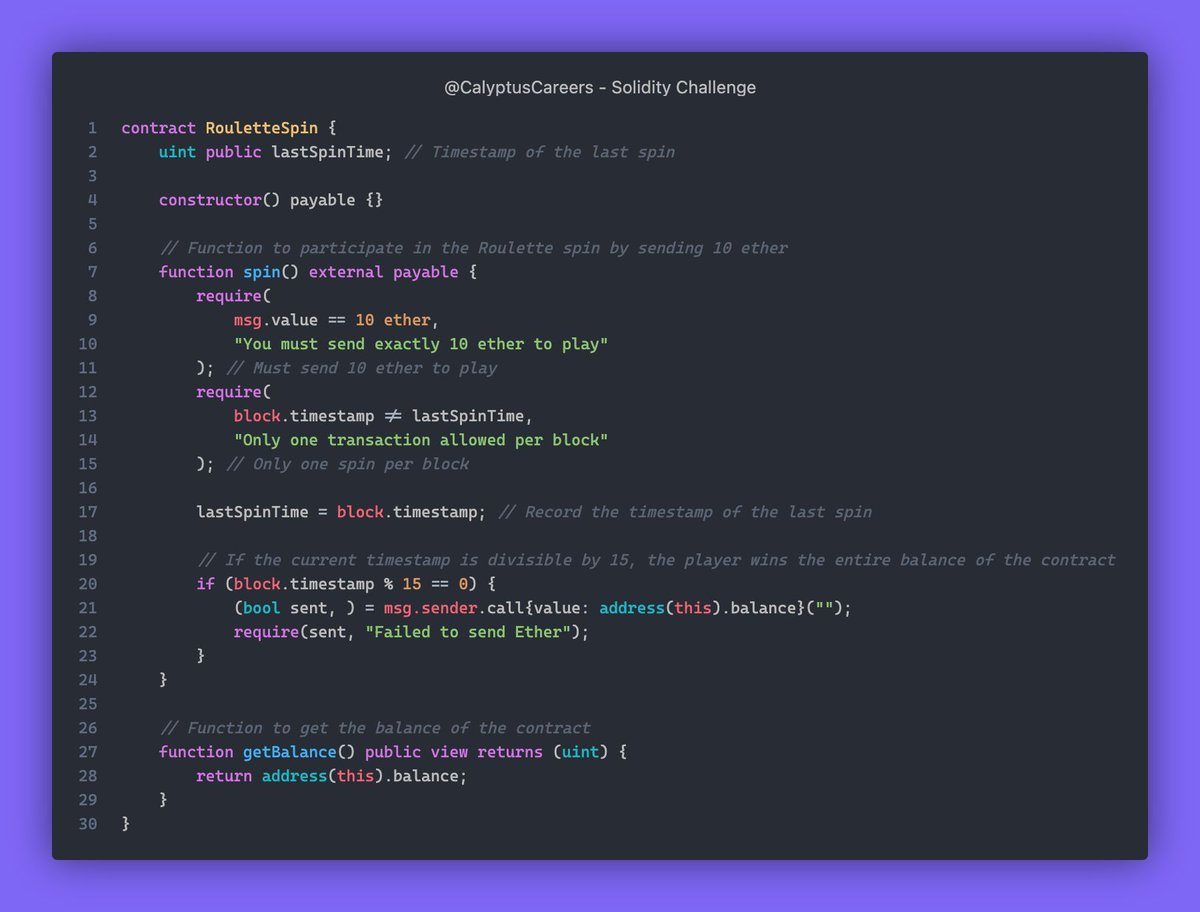 @CalyptusCareers - Solidity Challenge
1 contract RouletteSpin {
2     uint public lastSpinTime; // Timestamp of the last spin
3
4     constructor() payable {}
5
6     // Function to participate in the Roulette spin by sending 10 ether
7     function spin() external payable {
8         require(
9             msg.value == 10 ether,
10             "You must send exactly 10 ether to play"
11         ); // Must send 10 ether to play
12         require(
13             block.timestamp != lastSpinTime,
14             "Only one transaction allowed per block"
15         ); // Only one spin per block
16
17         lastSpinTime = block.timestamp; // Record the timestamp of the last spin
18
19         // If the current timestamp is divisible by 15, the player wins the entire balance of the contract
20         if (block.timestamp % 15 == 0) {
21             (bool sent, ) = msg.sender.call{value: address(this).balance}("");
22             require(sent, "Failed to send Ether");
23         }
24     }
25
26     // Function to get the balance of the contract
27     function getBalance() public view returns (uint) {
28         return address(this).balance;
29     }
30 }